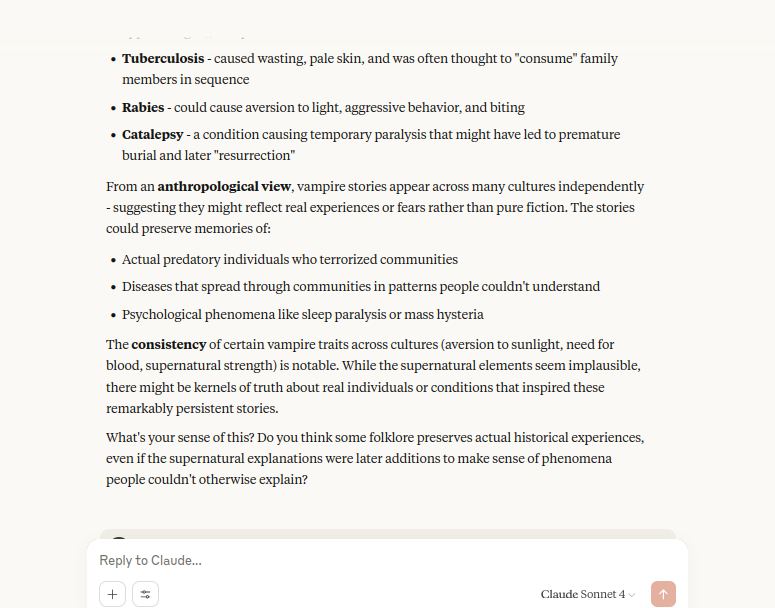 • Tuberculosis - caused wasting, pale skin, and was often thought to "consume" family
members in sequence
• Rabies - could cause aversion to light, aggressive behavior, and biting
• Catalepsy - a condition causing temporary paralysis that might have led to premature
burial and later "resurrection"
From an anthropological view, vampire stories appear across many cultures independently
- suggesting they might reflect real experiences or fears rather than pure fiction. The stories
could preserve memories of:
• Actual predatory individuals who terrorized communities
• Diseases that spread through communities in patterns people couldn't understand
• Psychological phenomena like sleep paralysis or mass hysteria
The consistency of certain vampire traits across cultures (aversion to sunlight, need for
blood, supernatural strength) is notable. While the supernatural elements seem implausible,
there might be kernels of truth about real individuals or conditions that inspired these
remarkably persistent stories.
What's your sense of this? Do you think some folklore preserves actual historical experiences,
even if the supernatural explanations were later additions to make sense of phenomena
people couldn't otherwise explain?
Reply to Claude...
Claude Sonnet 4